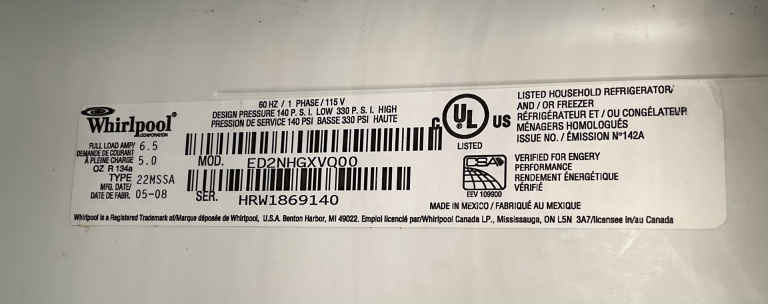 Whirlpool
CORPORATION
60 HZ / 1 PHASE / 115 V
DESIGN PRESSURE 140 P. S. I. LOW 330 P. S. I. HIGH
PRESSION DE SERVICE 140 PSI BASSE 330 PSI HAUTE
FULL LOAD AMP/ 6.5
DEMANDE DE COURANT
À PLEINE CHARGE 5.0
OZ R 134a
TYPE 22MSSA
MFG. DATE/
DATE DE FABR. 05-08
MOD. ED2NHGXVQ00
SER. HRW1869140
c UL US
LISTED
LISTED HOUSEHOLD REFRIGERATOR/
AND / OR FREEZER
RÉFRIGÉRATEUR ET / OU CONGÉLATEUR
MÉNAGERS HOMOLOGUÉS
ISSUE NO. / ÉMISSION N°142A
VERIFIED FOR ENGERY
PERFORMANCE
RENDEMENT ÉNERGÉTIQUE
VÉRIFIÉ
EEV 109900
MADE IN MEXICO / FABRIQUÉ AU MEXIQUE
Whirlpool is a Registered Trademark of/Marque déposée de Whirlpool, U.S.A. Benton Harbor, MI 49022. Emploi licencié par/Whirlpool Canada LP., Mississauga, ON L5N 3A7/licensee in/au Canada